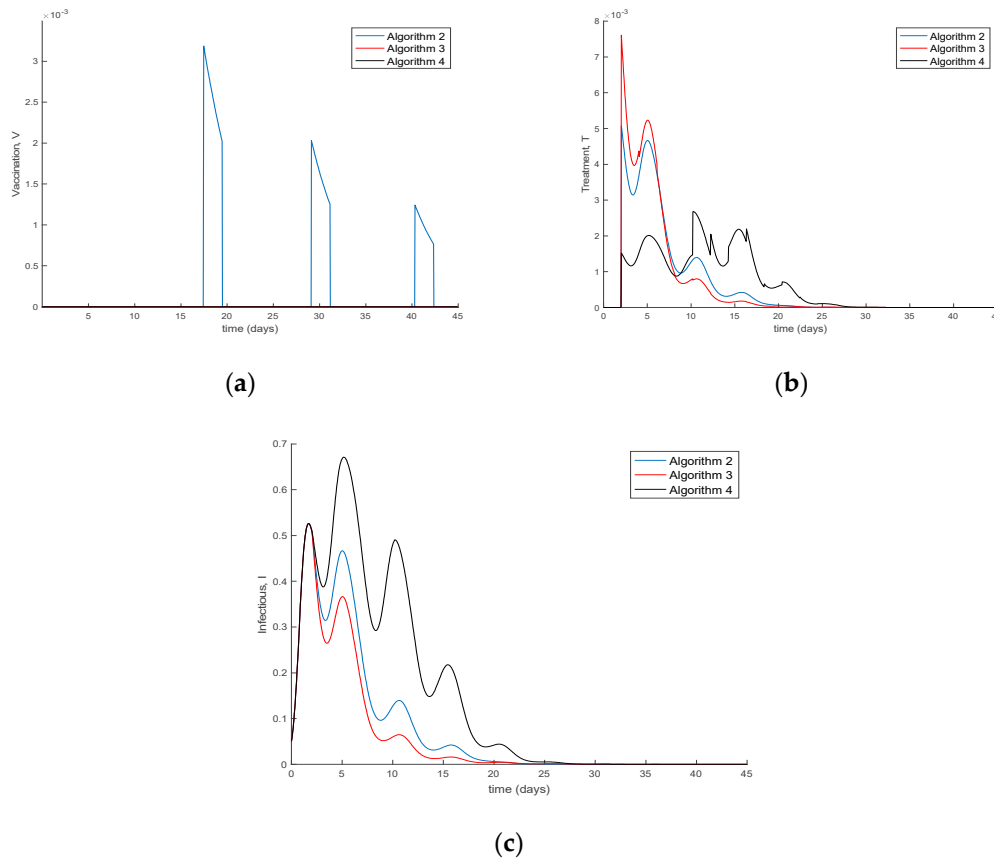 ×10⁻³
3
2.5
2
1.5
1
0.5
0
Vaccination, V
5 10 15 20 25 30 35 40 45
time (days)
Algorithm 2
Algorithm 3
Algorithm 4
(a)
×10⁻³
8
7
6
5
4
3
2
1
0
Treatment, T
0 5 10 15 20 25 30 35 40 45
time (days)
Algorithm 2
Algorithm 3
Algorithm 4
(b)
0.7
0.6
0.5
0.4
0.3
0.2
0.1
0
Infectious, I
0 5 10 15 20 25 30 35 40 45
time (days)
Algorithm 2
Algorithm 3
Algorithm 4
(c)